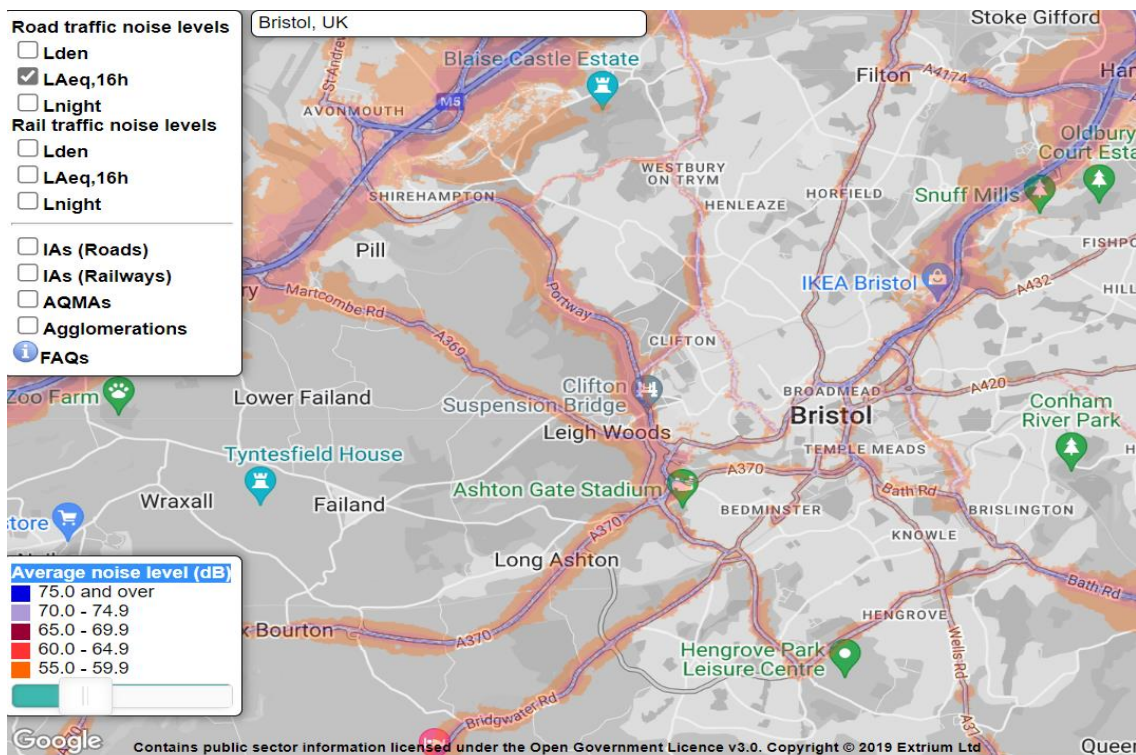 Road traffic noise levels
Lden
LAeq,16h
Lnight
Rail traffic noise levels
Lden
LAeq,16h
Lnight
IAs (Roads)
IAs (Railways)
AQMAs
Agglomerations
FAQs
Bristol, UK
Stoke Gifford
Blaise Castle Estate
Filton
A4174
M5
AVONMOUTH
Oldbury
Court Esta
WESTBURY
ON TRYM
HORFIELD
Snuff Mills
SHIREHAMPTON
HENLEAZE
Pill
FISHPO
IKEA Bristol
A432
HILL
Martcombe Rd
Portway
A369
CLIFTON
Zoo Farm
Lower Failand
Clifton
Suspension Bridge
BROADMEAD
A420
Bristol
Conham
River Park
Leigh Woods
Tyntesfield House
TEMPLE MEADS
A370
Wraxall
Failand
Ashton Gate Stadium
Bath Rd
store
BEDMINSTER
BRISLINGTON
A370
KNOWLE
Long Ashton
Bath Rd
Average noise level (dB)
75.0 and over
70.0 - 74.9
65.0 - 69.9
60.0 - 64.9
55.0 - 59.9
x Bourton
A370
HENGROVE
Wells Rd
Hengrove Park
Leisure Centre
Bridgwater Rd
A37
Google
Contains public sector information licensed under the Open Government Licence v3.0. Copyright © 2019 Extrium Ltd
Quee